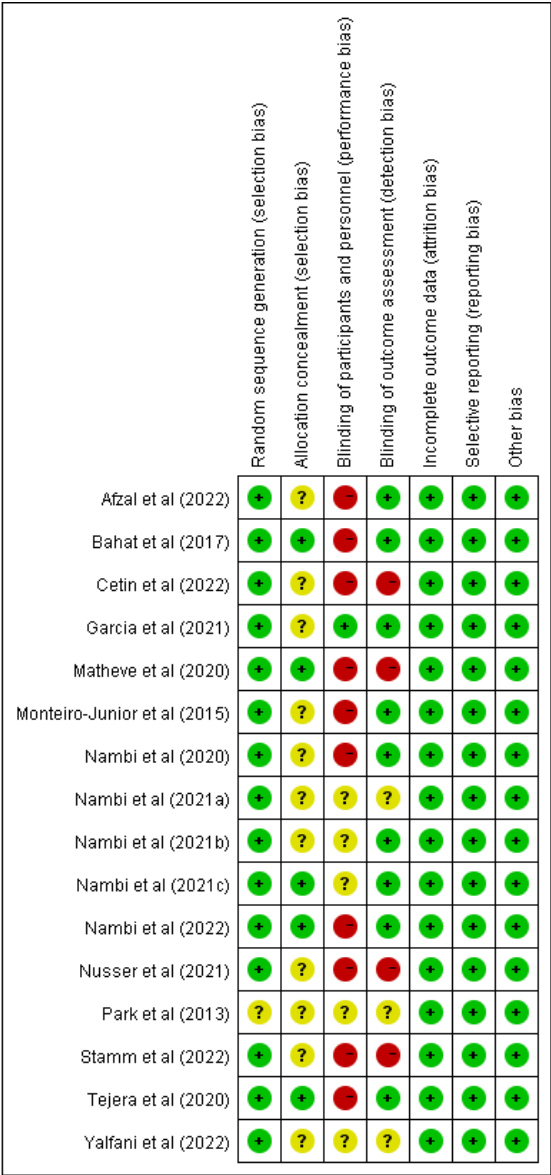 Random sequence generation (selection bias)
Allocation concealment (selection bias)
Blinding of participants and personnel (performance bias)
Blinding of outcome assessment (detection bias)
Incomplete outcome data (attrition bias)
Selective reporting (reporting bias)
Other bias
Afzal et al (2022) + ? - + + + +
Bahat et al (2017) + + - + + + +
Cetin et al (2022) + ? - - + + +
Garcia et al (2021) + ? + + + + +
Matheve et al (2020) + + - - + + +
Monteiro-Junior et al (2015) + ? - + + + +
Nambi et al (2020) + ? - + + + +
Nambi et al (2021a) + ? ? ? + + +
Nambi et al (2021b) + ? ? + + + +
Nambi et al (2021c) + + ? + + + +
Nambi et al (2022) + + - + + + +
Nusser et al (2021) + ? - - + + +
Park et al (2013) ? ? ? ? + + +
Stamm et al (2022) + ? - - + + +
Tejera et al (2020) + + - + + + +
Yalfani et al (2022) + ? ? ? + + +